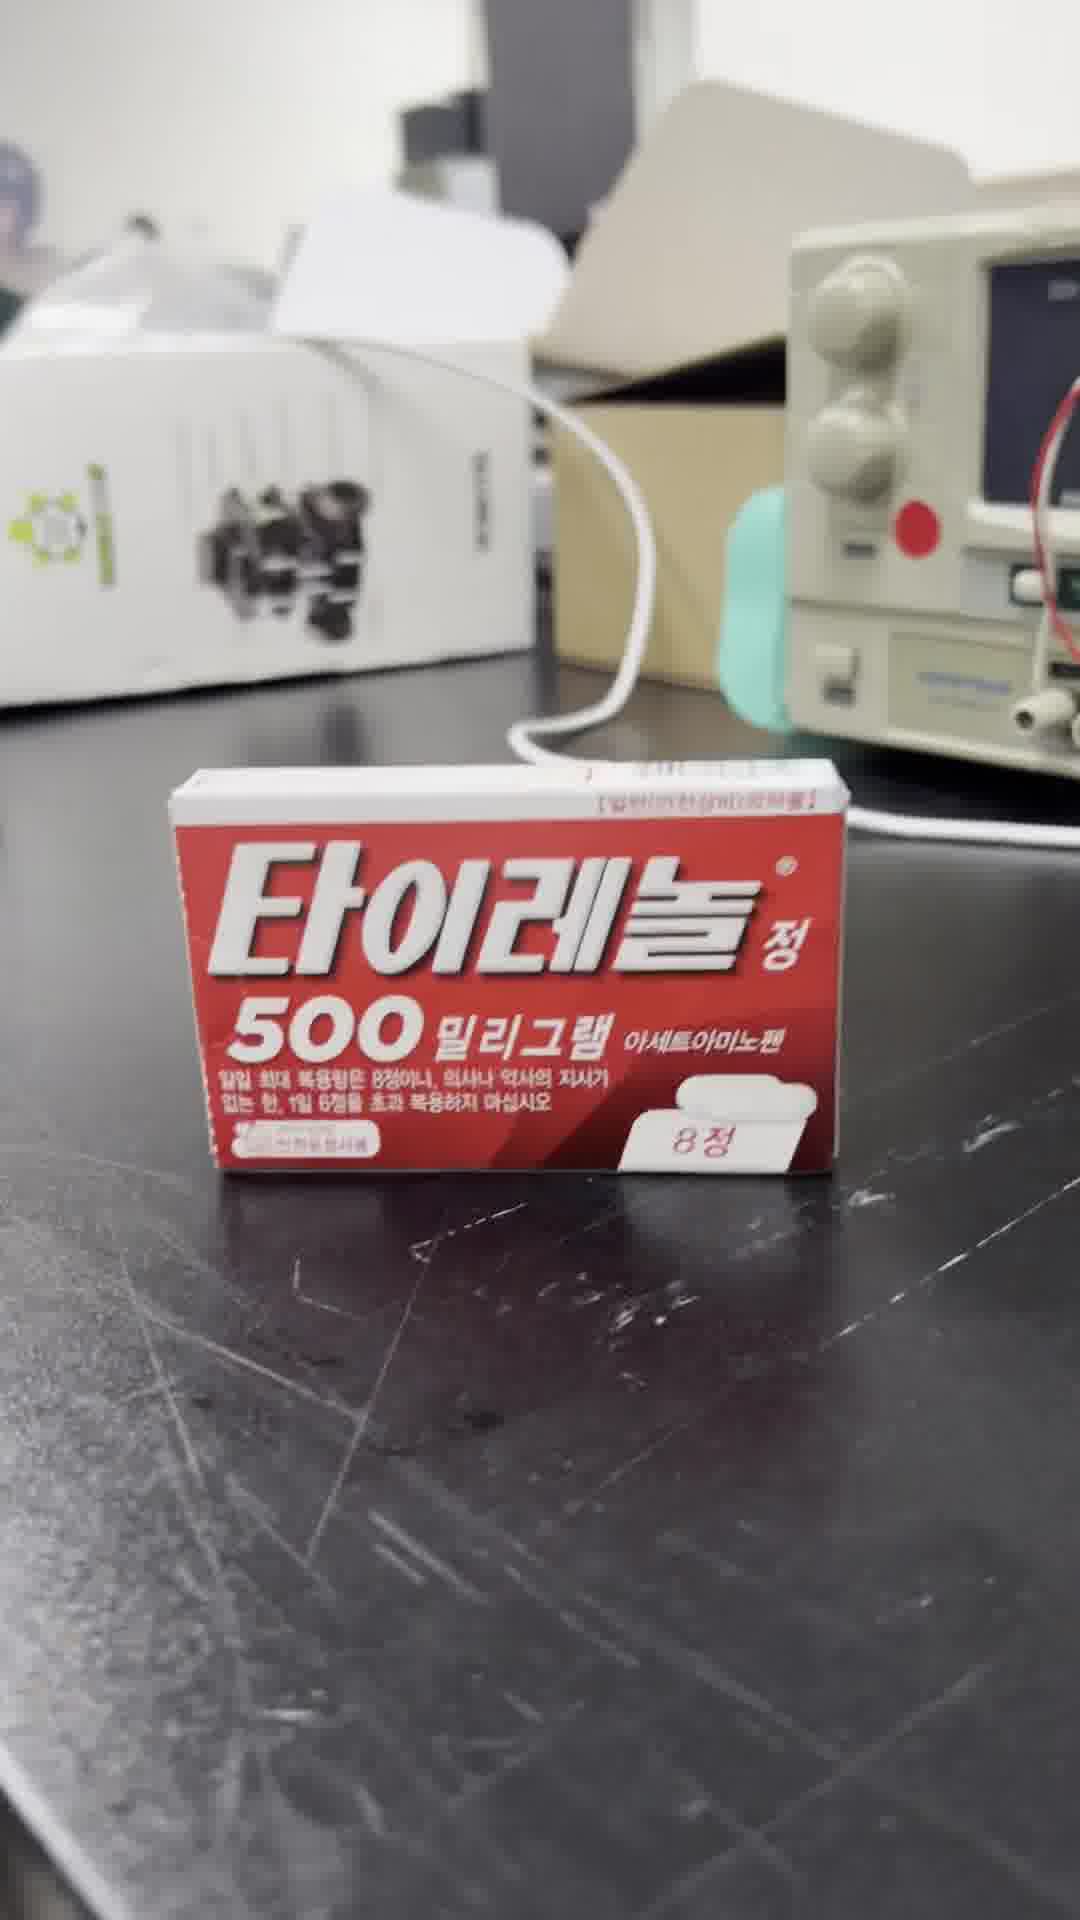 타이레놀® 정
500 밀리그램 아세트아미노펜
일일 최대 복용량은 8정이니, 의사나 약사의 지시가
없는 한, 1일 6정을 초과 복용하지 마십시오
8정